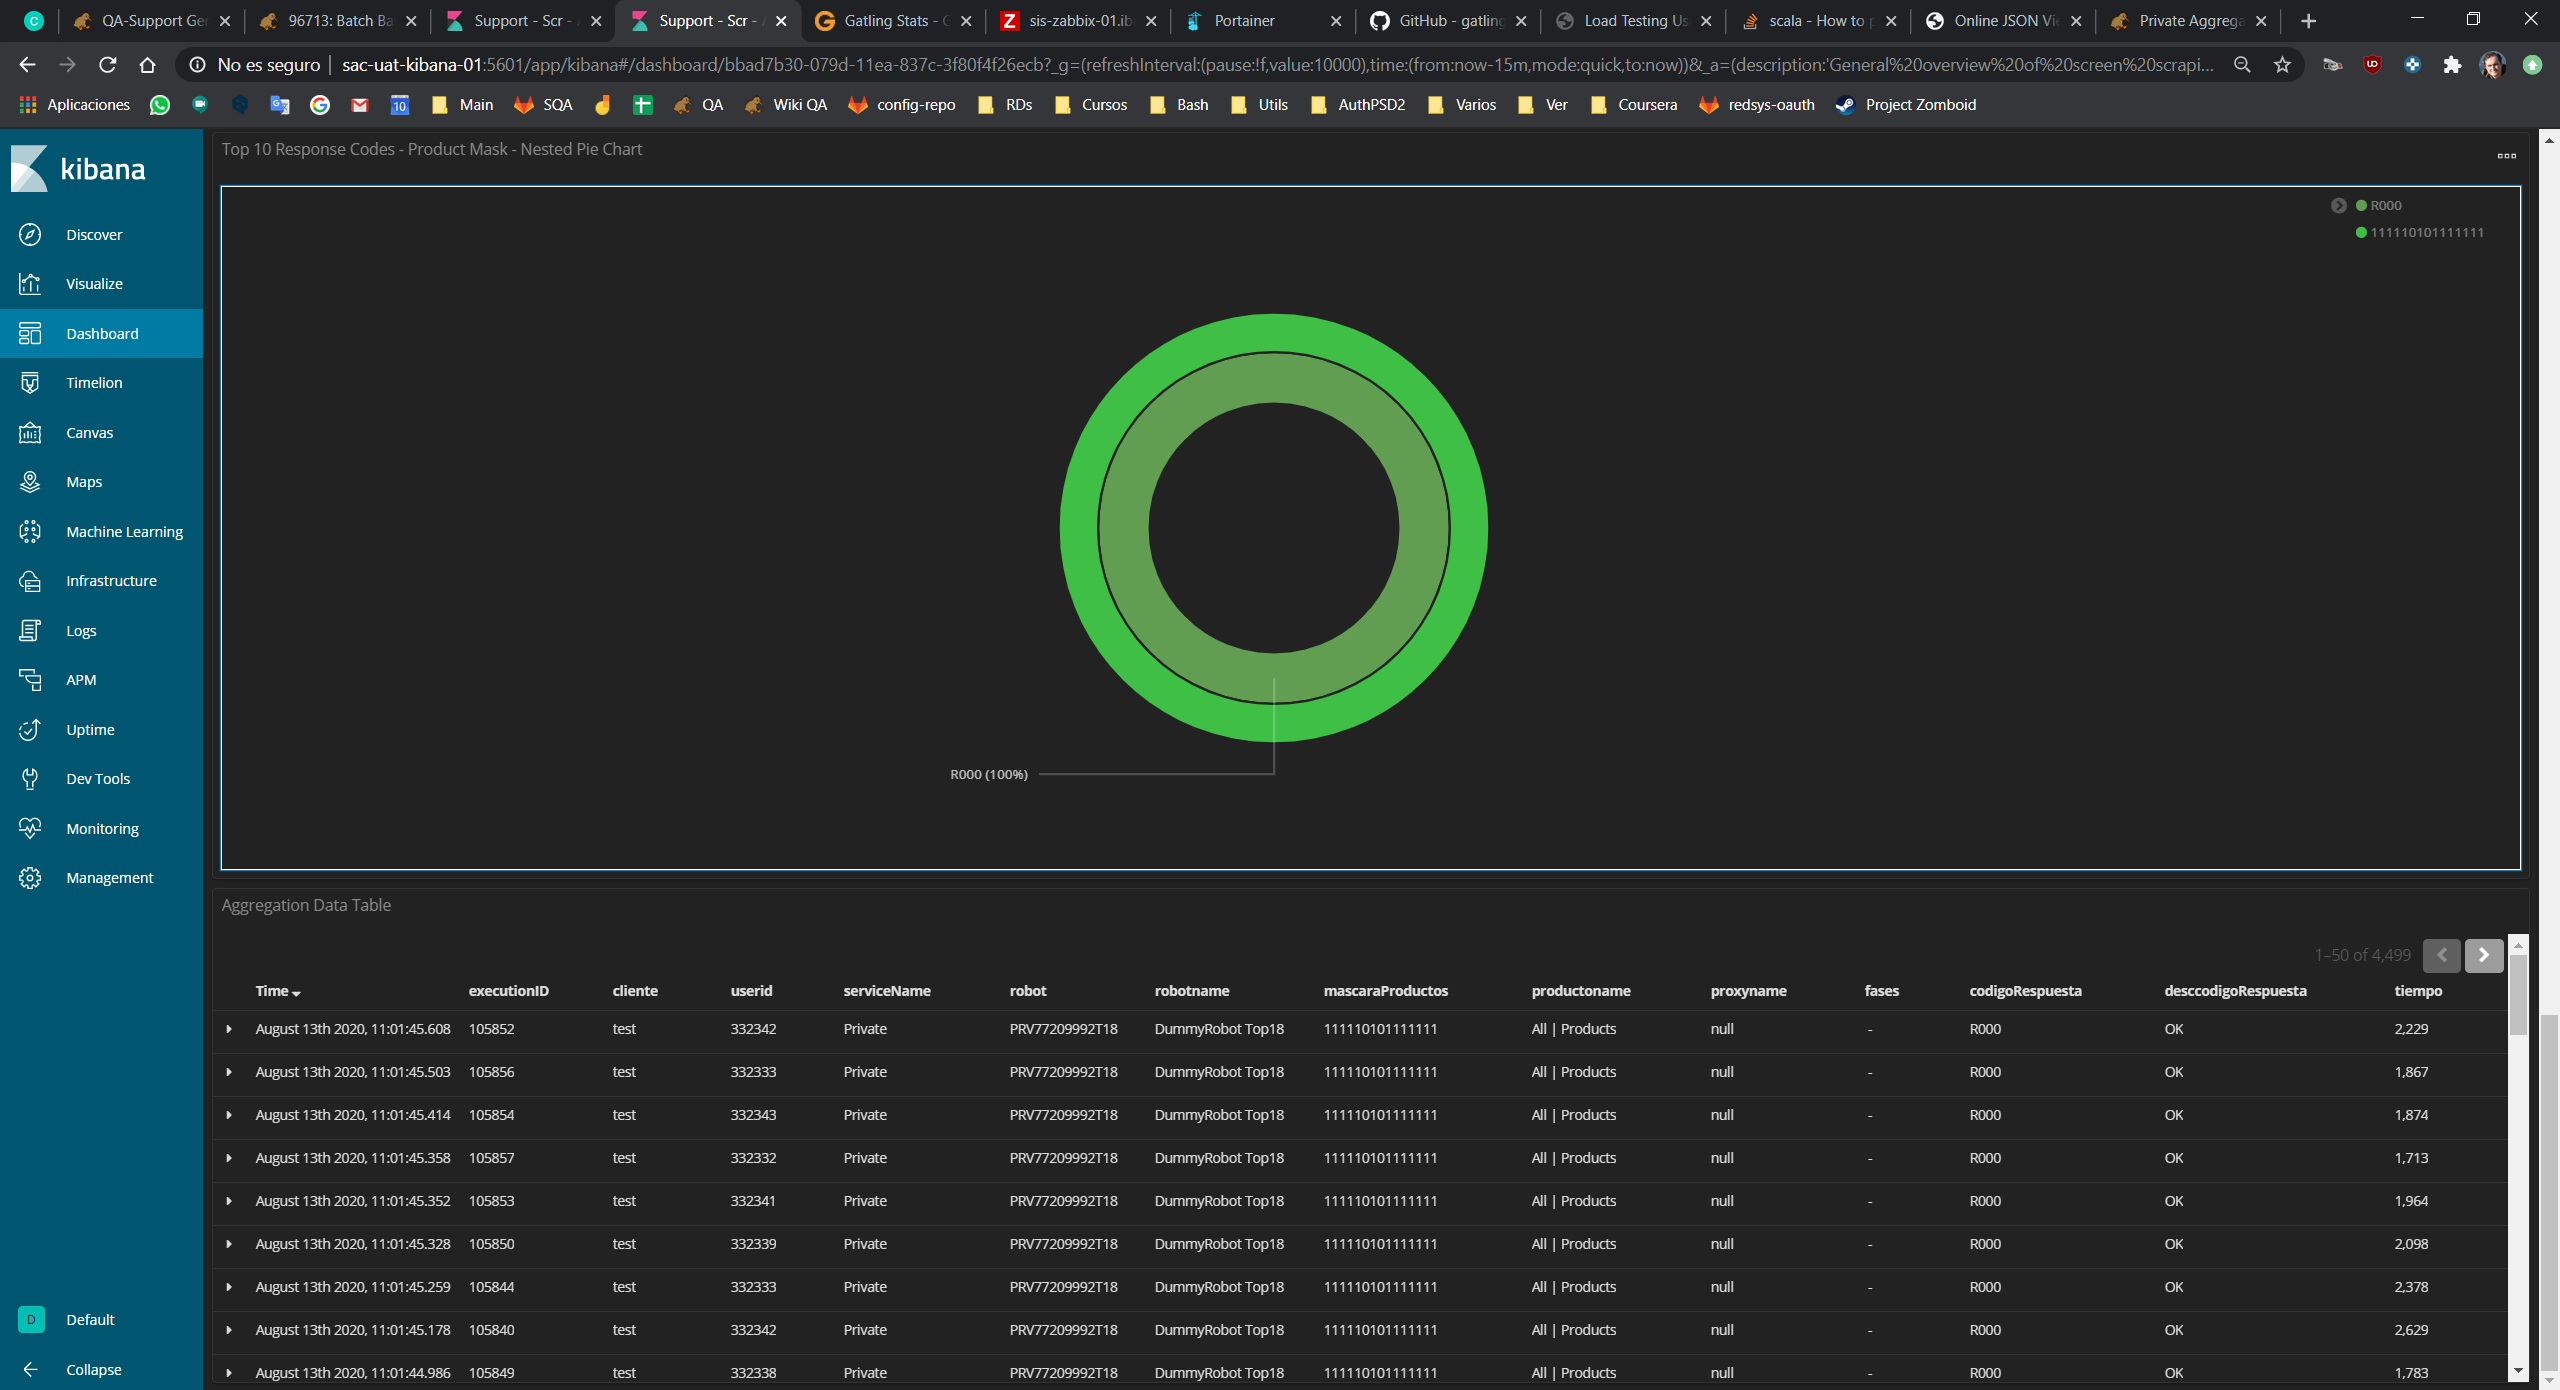 QA-Support Ge
96713: Batch Ba
Support - Scr -
Support - Scr -
Gatling Stats - G
sis-zabbix-01.ib
Portainer
GitHub - gatling
Load Testing Us
scala - How to p
Online JSON Vi
Private Aggrega
No es seguro | sac-uat-kibana-01:5601/app/kibana#/dashboard/bbad7b30-079d-11ea-837c-3f80f4f26ecb?_g=(refreshInterval:(pause:!f,value:10000),time:(from:now-15m,mode:quick,to:now))&_a=(description:'General%20overview%20of%20screen%20scrapi...
Aplicaciones 10 Main SQA QA Wiki QA config-repo RDs Cursos Bash Utils AuthPSD2 Varios Ver Coursera redsys-oauth Project Zomboid
kibana
Discover
Visualize
Dashboard
Timelion
Canvas
Maps
Machine Learning
Infrastructure
Logs
APM
Uptime
Dev Tools
Monitoring
Management
D Default
Collapse
Top 10 Response Codes - Product Mask - Nested Pie Chart
R000
111110101111111
R000 (100%)
Aggregation Data Table
1–50 of 4,499
Time executionID cliente userid serviceName robot robotname mascaraProductos productoname proxyname fases codigoRespuesta desccodigoRespuesta tiempo
August 13th 2020, 11:01:45.608 105852 test 332342 Private PRV77209992T18 DummyRobot Top18 111110101111111 All | Products null - R000 OK 2,229
August 13th 2020, 11:01:45.503 105856 test 332333 Private PRV77209992T18 DummyRobot Top18 111110101111111 All | Products null - R000 OK 1,867
August 13th 2020, 11:01:45.414 105854 test 332343 Private PRV77209992T18 DummyRobot Top18 111110101111111 All | Products null - R000 OK 1,874
August 13th 2020, 11:01:45.358 105857 test 332332 Private PRV77209992T18 DummyRobot Top18 111110101111111 All | Products null - R000 OK 1,713
August 13th 2020, 11:01:45.352 105853 test 332341 Private PRV77209992T18 DummyRobot Top18 111110101111111 All | Products null - R000 OK 1,964
August 13th 2020, 11:01:45.328 105850 test 332339 Private PRV77209992T18 DummyRobot Top18 111110101111111 All | Products null - R000 OK 2,098
August 13th 2020, 11:01:45.259 105844 test 332333 Private PRV77209992T18 DummyRobot Top18 111110101111111 All | Products null - R000 OK 2,378
August 13th 2020, 11:01:45.178 105840 test 332342 Private PRV77209992T18 DummyRobot Top18 111110101111111 All | Products null - R000 OK 2,629
August 13th 2020, 11:01:44.986 105849 test 332338 Private PRV77209992T18 DummyRobot Top18 111110101111111 All | Products null - R000 OK 1,783